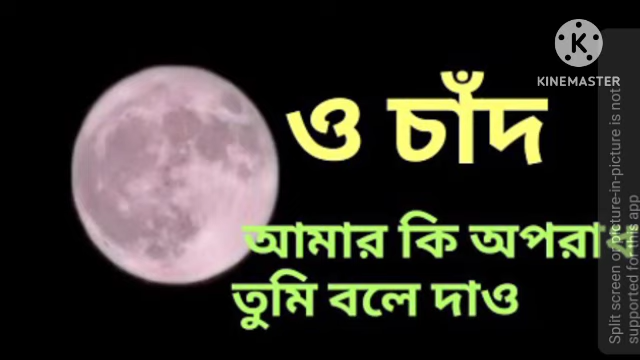 KINEMASTER
ও চাঁদ
আমার কি অপরাধ
তুমি বলে দাও
Split screen or picture-in-picture is not
supported for this app